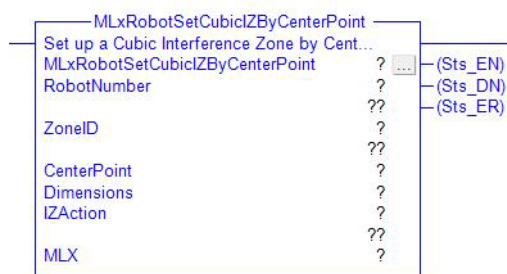 MLxRobotSetCubicIZByCenterPoint
Set up a Cubic Interference Zone by Cent...
MLxRobotSetCubicIZByCenterPoint ? ... (Sts_EN)
RobotNumber ? (Sts_DN)
?? (Sts_ER)
ZoneID ?
??
CenterPoint ?
Dimensions ?
IZAction ?
??
MLX ?